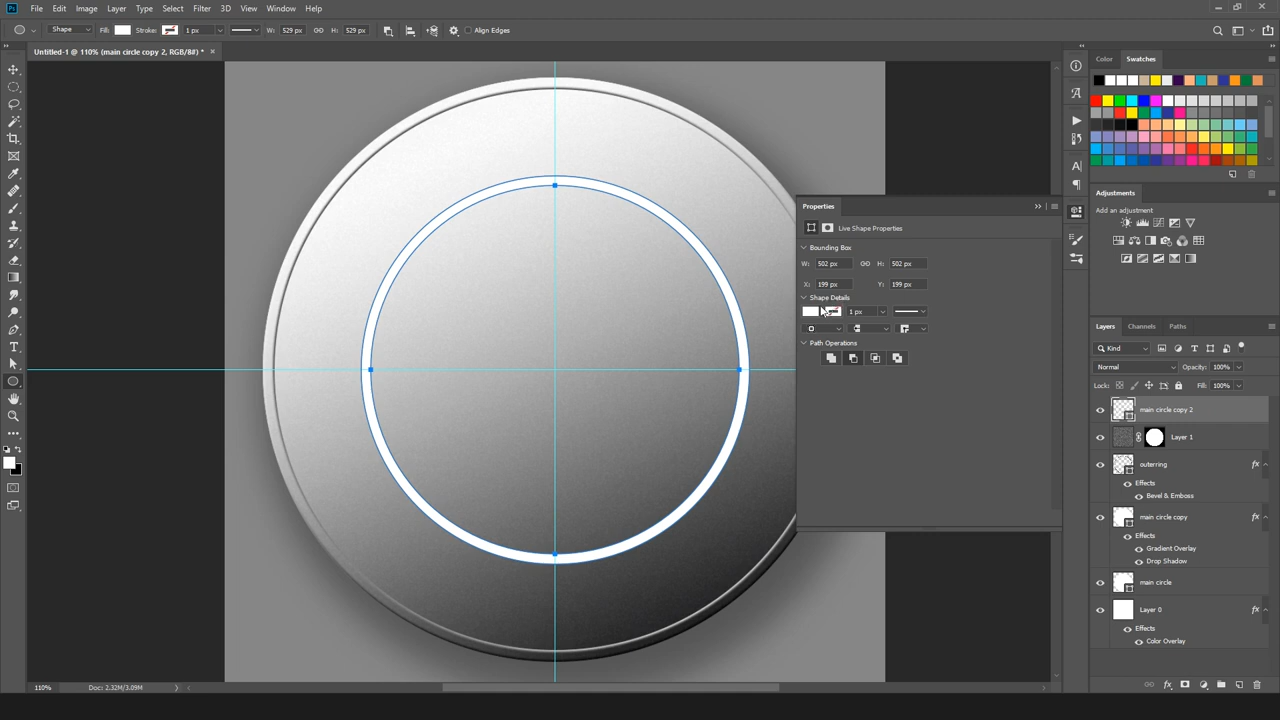 Ps File Edit Image Layer Type Select Filter 3D View Window Help
Shape Fill: Stroke: 1 px W: 529 px H: 529 px Align Edges
Untitled-1 @ 110% (main circle copy 2, RGB/8#) * ×
Color Swatches
Properties
Live Shape Properties
Bounding Box
W: 502 px H: 502 px
X: 199 px Y: 199 px
Shape Details
1 px
Path Operations
Adjustments
Add an adjustment
Layers Channels Paths
Kind
Normal Opacity: 100%
Lock: Fill: 100%
main circle copy 2
Layer 1
outerring fx
Effects
Bevel & Emboss
main circle copy fx
Effects
Gradient Overlay
Drop Shadow
main circle
Layer 0 fx
Effects
Color Overlay
110% Doc: 2.32M/3.09M